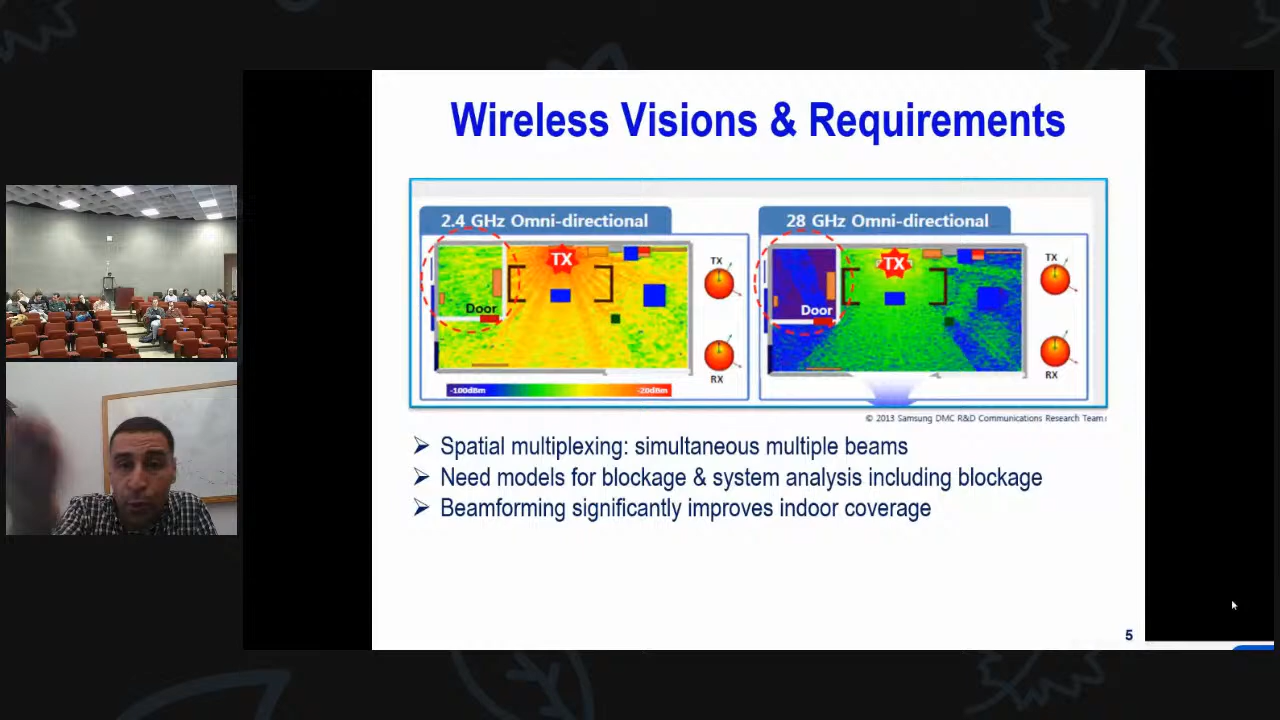 Wireless Visions & Requirements
2.4 GHz Omni-directional
28 GHz Omni-directional
TX
Door
TX
RX
-100dBm
-20dBm
TX
Door
TX
RX
© 2013 Samsung DMC R&D Communications Research Team
➢ Spatial multiplexing: simultaneous multiple beams
➢ Need models for blockage & system analysis including blockage
➢ Beamforming significantly improves indoor coverage
5